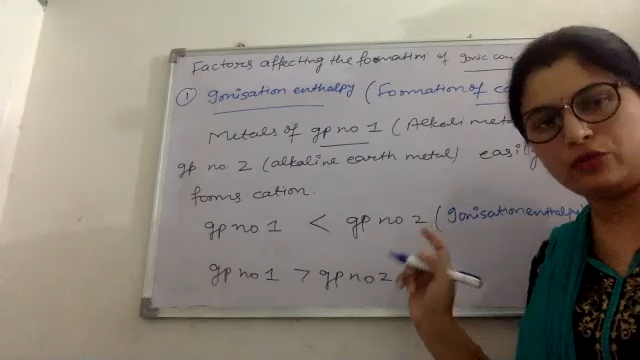 Factors affecting the formation of ionic com
① Ionisation enthalpy (Formation of ca
Metals of gp no 1 (Alkali meta
gp no 2 (alkaline earth metal) easily
forms cation.
gp no 1 < gp no 2 (Ionisation enthalpy
gp no 1 > gp no 2